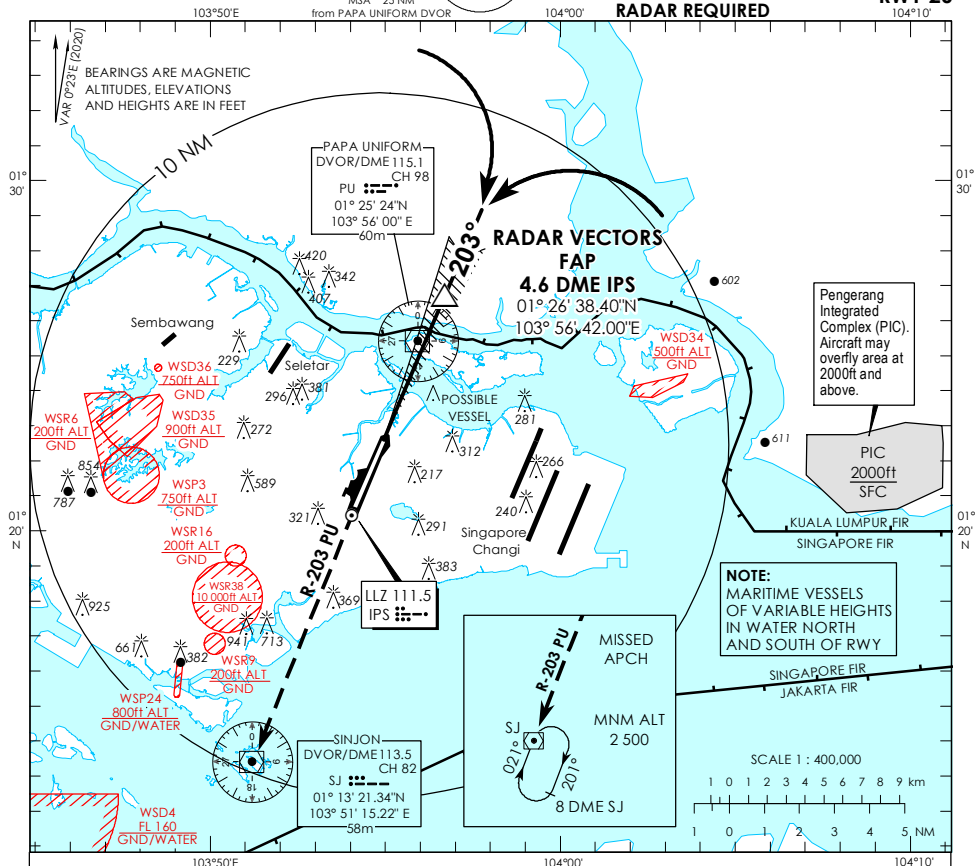 MSA 25 NM
from PAPA UNIFORM DVOR
RADAR REQUIRED
103°50'E
104°00'
104°10'
VAR 0°23'E (2020)
BEARINGS ARE MAGNETIC
ALTITUDES, ELEVATIONS
AND HEIGHTS ARE IN FEET
10 NM
01°
30'
01°
30'
PAPA UNIFORM
DVOR/DME 115.1
CH 98
PU
01° 25' 24"N
103° 56' 00" E
60m
203°
RADAR VECTORS
FAP
4.6 DME IPS
01° 26' 38.40"N
103° 56' 42.00"E
420
407
342
602
Pengerang
Integrated
Complex (PIC).
Aircraft may
overfly area at
2000ft and
above.
Sembawang
229
Seletar
WSD36
750ft ALT
GND
WSD34
500ft ALT
GND
296
381
POSSIBLE
VESSEL
281
WSR6
200ft ALT
GND
WSD35
900ft ALT
GND
272
312
611
854
787
WSP3
750ft ALT
GND
589
217
266
240
PIC
2000ft
SFC
321
291
01°
20'
N
01°
20'
N
WSR16
200ft ALT
GND
Singapore
Changi
KUALA LUMPUR FIR
SINGAPORE FIR
383
R-203 PU
LLZ 111.5
IPS
369
WSR38
10 000ft ALT
GND
925
NOTE:
MARITIME VESSELS
OF VARIABLE HEIGHTS
IN WATER NORTH
AND SOUTH OF RWY
941
713
661
382
WSR9
200ft ALT
GND
WSP24
800ft ALT
GND/WATER
SINGAPORE FIR
JAKARTA FIR
R-203 PU
MISSED
APCH
MNM ALT
2 500
SJ
021°
201°
8 DME SJ
SINJON
DVOR/DME 113.5
CH 82
SJ
01° 13' 21.34"N
103° 51' 15.22" E
58m
WSD4
FL 160
GND/WATER
SCALE 1 : 400,000
1 0 1 2 3 4 5 6 7 8 9 km
1 0 1 2 3 4 5 NM
103°50'E
104°00'
104°10'